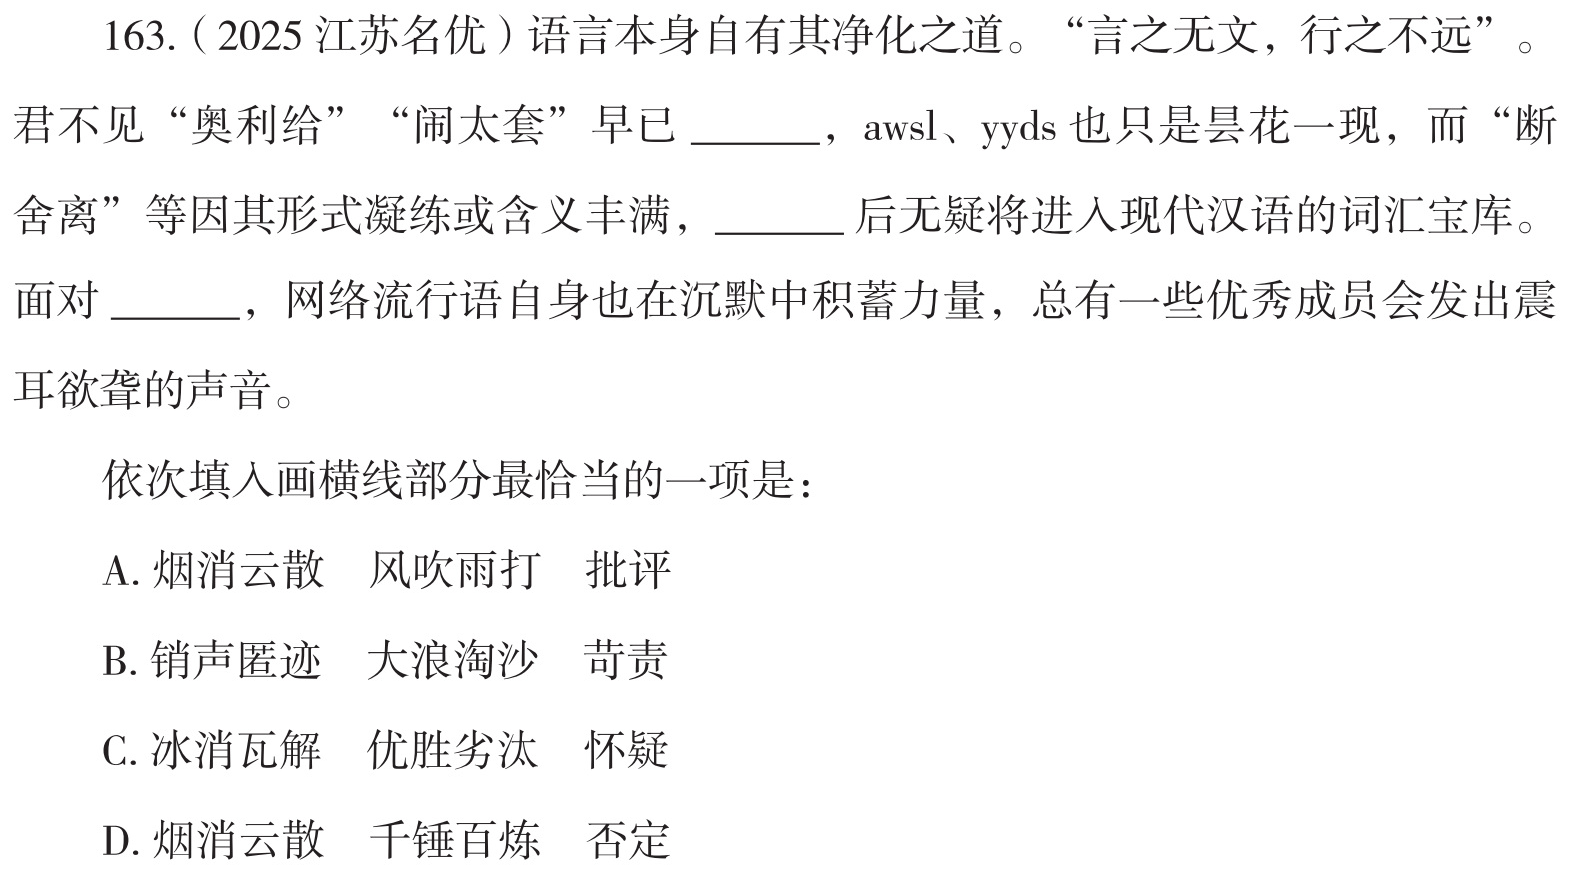 163.（2025 江苏名优）语言本身自有其净化之道。“言之无文，行之不远”。
君不见“奥利给”“闹太套”早已 ______，awsl、yyds 也只是昙花一现，而“断
舍离”等因其形式凝练或含义丰满，______ 后无疑将进入现代汉语的词汇宝库。
面对 ______，网络流行语自身也在沉默中积蓄力量，总有一些优秀成员会发出震
耳欲聋的声音。
依次填入画横线部分最恰当的一项是：
A. 烟消云散　风吹雨打　批评
B. 销声匿迹　大浪淘沙　苛责
C. 冰消瓦解　优胜劣汰　怀疑
D. 烟消云散　千锤百炼　否定